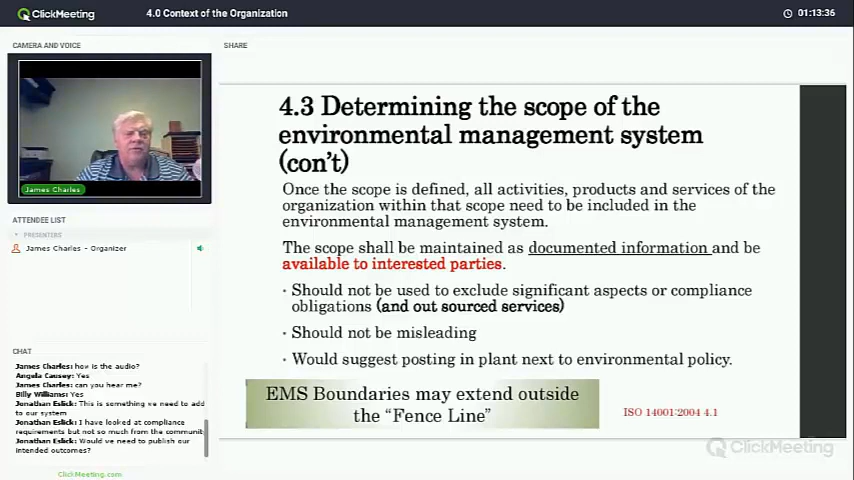 ClickMeeting
4.0 Context of the Organization
01:13:36
CAMERA AND VOICE
SHARE
James Charles
ATTENDEE LIST
PRESENTERS
James Charles - Organizer
CHAT
James Charles: how is the audio?
Angela Causey: Yes
James Charles: can you hear me?
Billy Williams: Yes
Jonathan Eslick: This is something we need to add
to our system
Jonathan Eslick: I have looked at compliance
requirements but not so much from the communit
Jonathan Eslick: Would we need to publish our
intended outcomes?
ClickMeeting.com
4.3 Determining the scope of the
environmental management system
(con't)
Once the scope is defined, all activities, products and services of the
organization within that scope need to be included in the
environmental management system.
The scope shall be maintained as documented information and be
available to interested parties.
• Should not be used to exclude significant aspects or compliance
obligations (and out sourced services)
• Should not be misleading
• Would suggest posting in plant next to environmental policy.
EMS Boundaries may extend outside
the “Fence Line”
ISO 14001:2004 4.1
ClickMeeting